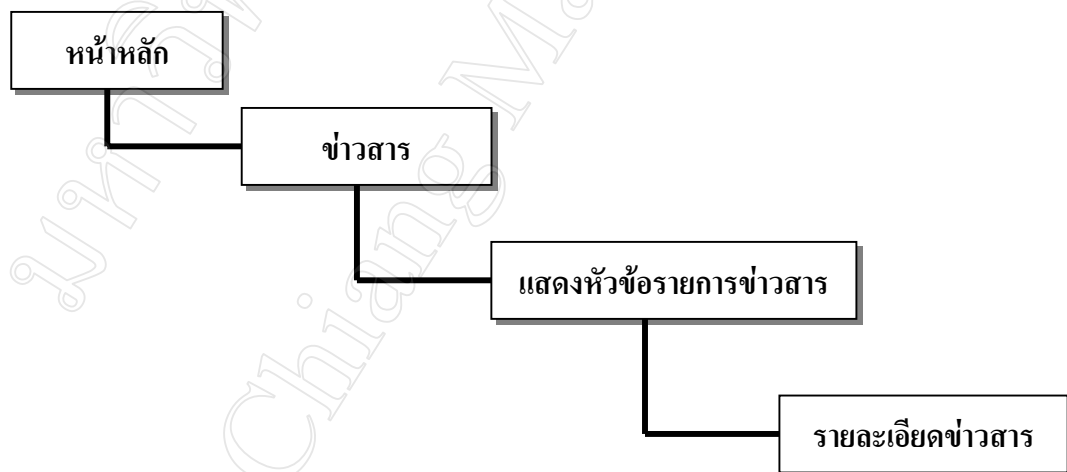 หน้าหลัก
ข่าวสาร
แสดงหัวข้อรายการข่าวสาร
รายละเอียดข่าวสาร
Chiang M